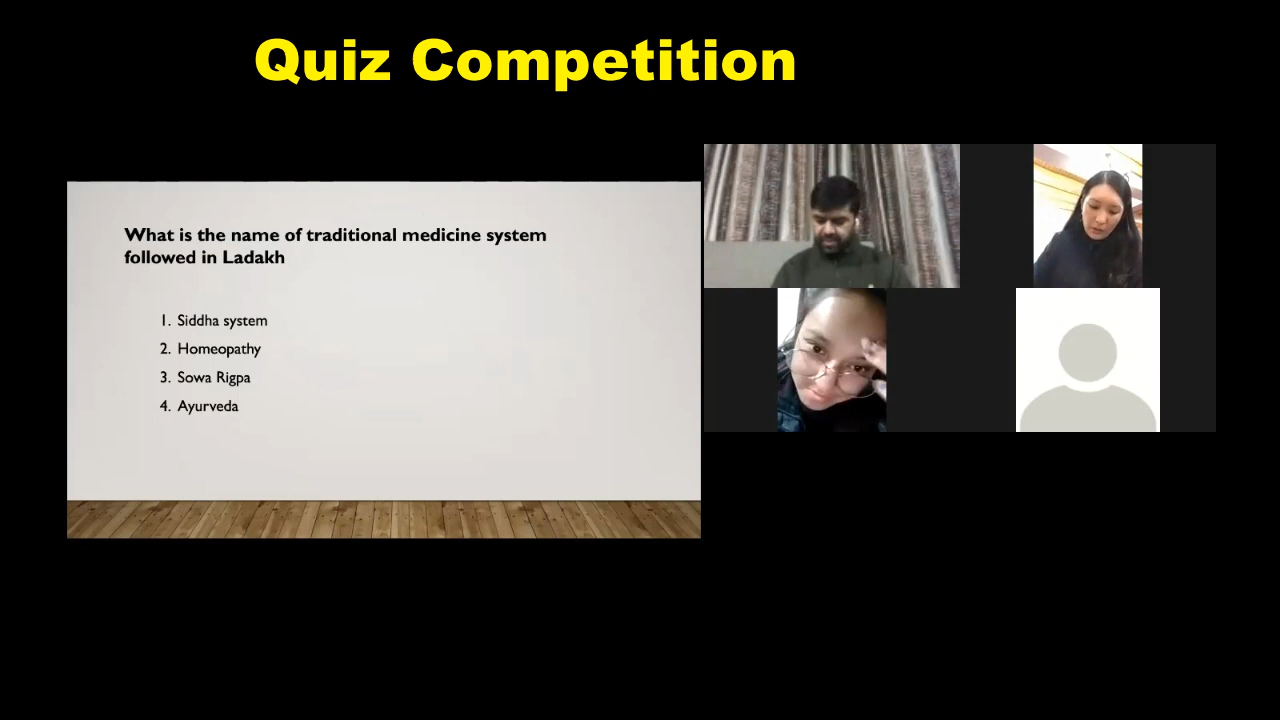 Quiz Competition
What is the name of traditional medicine system
followed in Ladakh
1. Siddha system
2. Homeopathy
3. Sowa Rigpa
4. Ayurveda